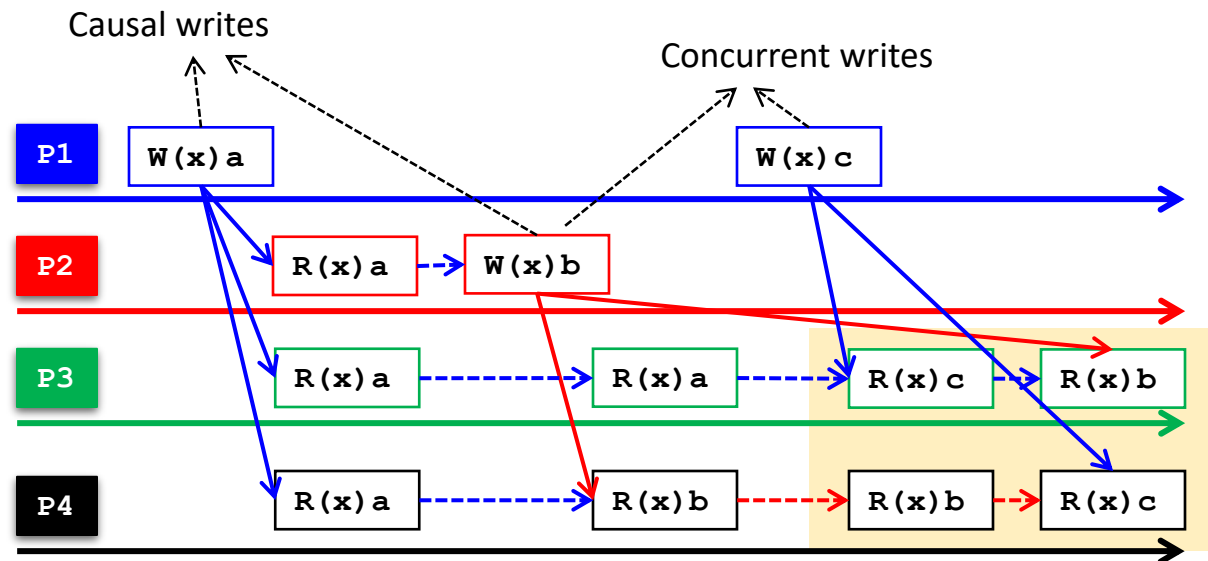 Causal writes
Concurrent writes
P1 W(x)a W(x)c
P2 R(x)a W(x)b
P3 R(x)a R(x)a R(x)c R(x)b
P4 R(x)a R(x)b R(x)b R(x)c